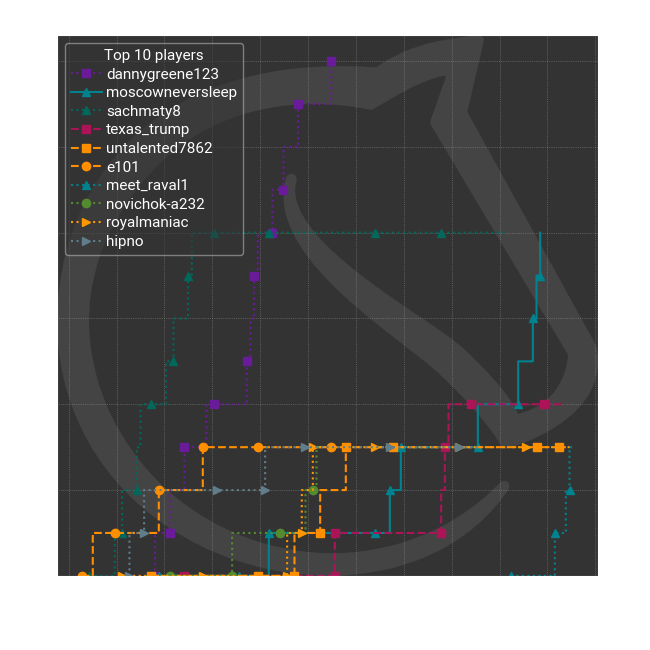 Top 10 players
dannygreene123
moscowneversleep
sachmaty8
texas_trump
untalented7862
e101
meet_raval1
novichok-a232
royalmaniac
hipno